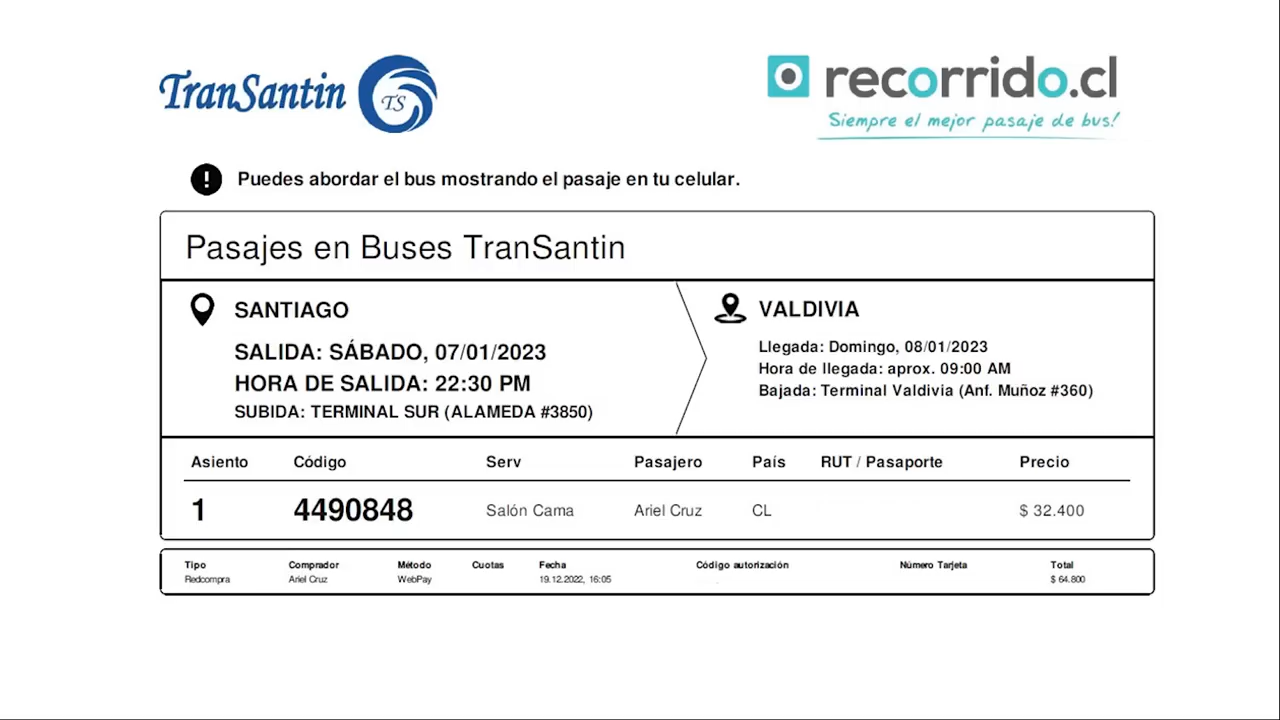 TranSantin TS
recorrido.cl
Siempre el mejor pasaje de bus!
! Puedes abordar el bus mostrando el pasaje en tu celular.
Pasajes en Buses TranSantin
SANTIAGO
SALIDA: SÁBADO, 07/01/2023
HORA DE SALIDA: 22:30 PM
SUBIDA: TERMINAL SUR (ALAMEDA #3850)
VALDIVIA
Llegada: Domingo, 08/01/2023
Hora de llegada: aprox. 09:00 AM
Bajada: Terminal Valdivia (Anf. Muñoz #360)
Asiento Código Serv Pasajero País RUT / Pasaporte Precio
1 4490848 Salón Cama Ariel Cruz CL $ 32.400
Tipo Comprador Método Cuotas Fecha Código autorización Número Tarjeta Total
Redcompra Ariel Cruz WebPay 19.12.2022, 16:05 $ 64.800